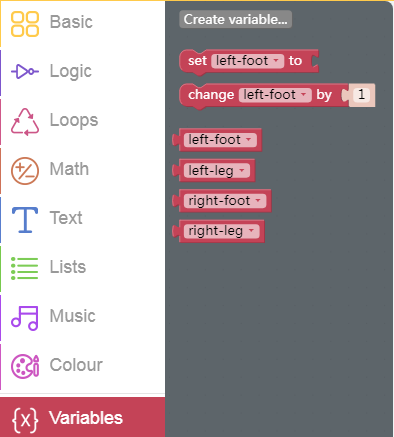 Basic
Logic
Loops
Math
Text
Lists
Music
Colour
{x} Variables
Create variable...
set left-foot to
change left-foot by 1
left-foot
left-leg
right-foot
right-leg